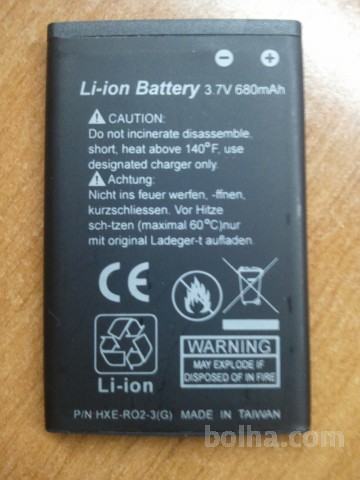 Li-ion Battery 3.7V 680mAh
CAUTION:
Do not incinerate disassemble.
short, heat above 140°F, use
designated charger only.
Achtung:
Nicht ins feuer werfen, -ffnen,
kurzschliessen. Vor Hitze
sch-tzen (maximal 60°C)nur
mit original Ladeger-t aufladen.
CE
Li-ion
WARNING
MAY EXPLODE IF
DISPOSED OF IN FIRE
P/N HXE-RO2-3(G) MADE IN TAIWAN
bolha.com